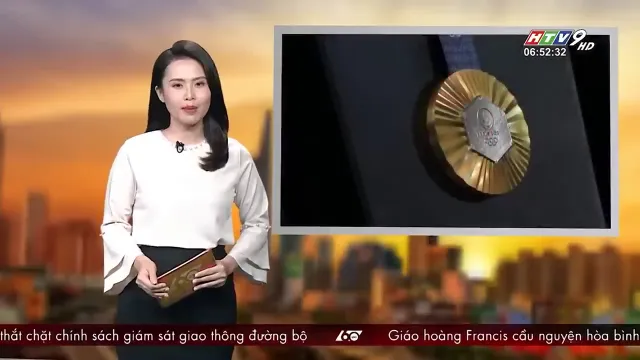 HTV9 HD
06:52:32
thắt chặt chính sách giám sát giao thông đường bộ
Giáo hoàng Francis cầu nguyện hòa bình